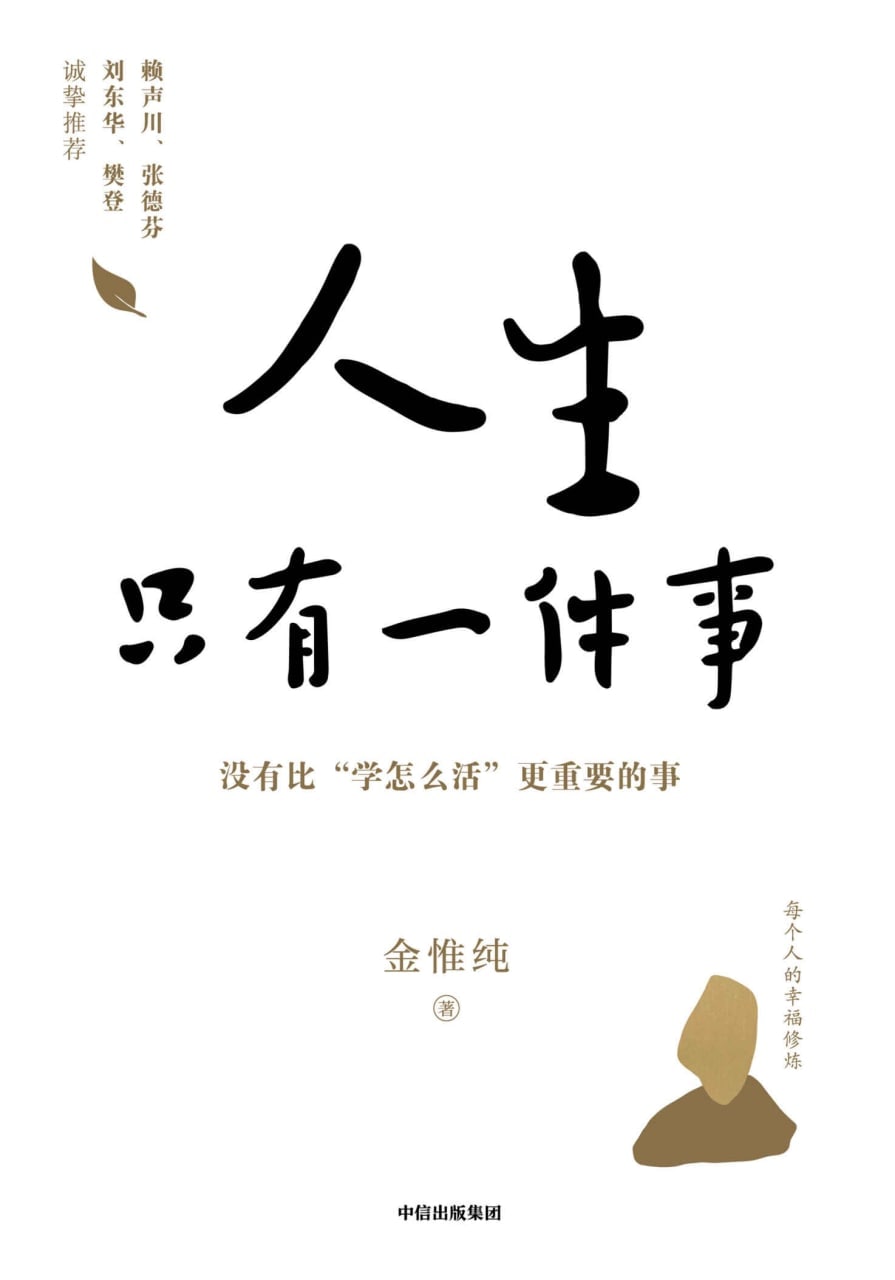 赖声川、张德芬
刘东华、樊登
诚挚推荐
人生
只有一件事
没有比“学怎么活”更重要的事
金惟纯
著
每个人的幸福修炼
中信出版集团